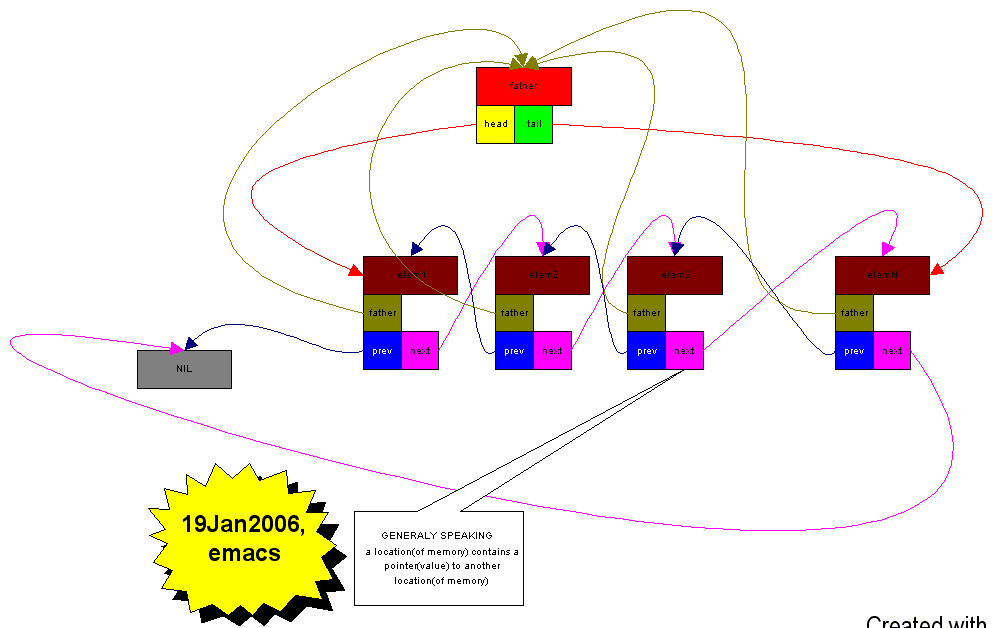 father
head tail
elem1 elem2 elem3 elemN
father father father father
prev next prev next prev next prev next
NIL
19Jan2006,
emacs
GENERALY SPEAKING
a location(of memory) contains a
pointer(value) to another
location(of memory)
Created with